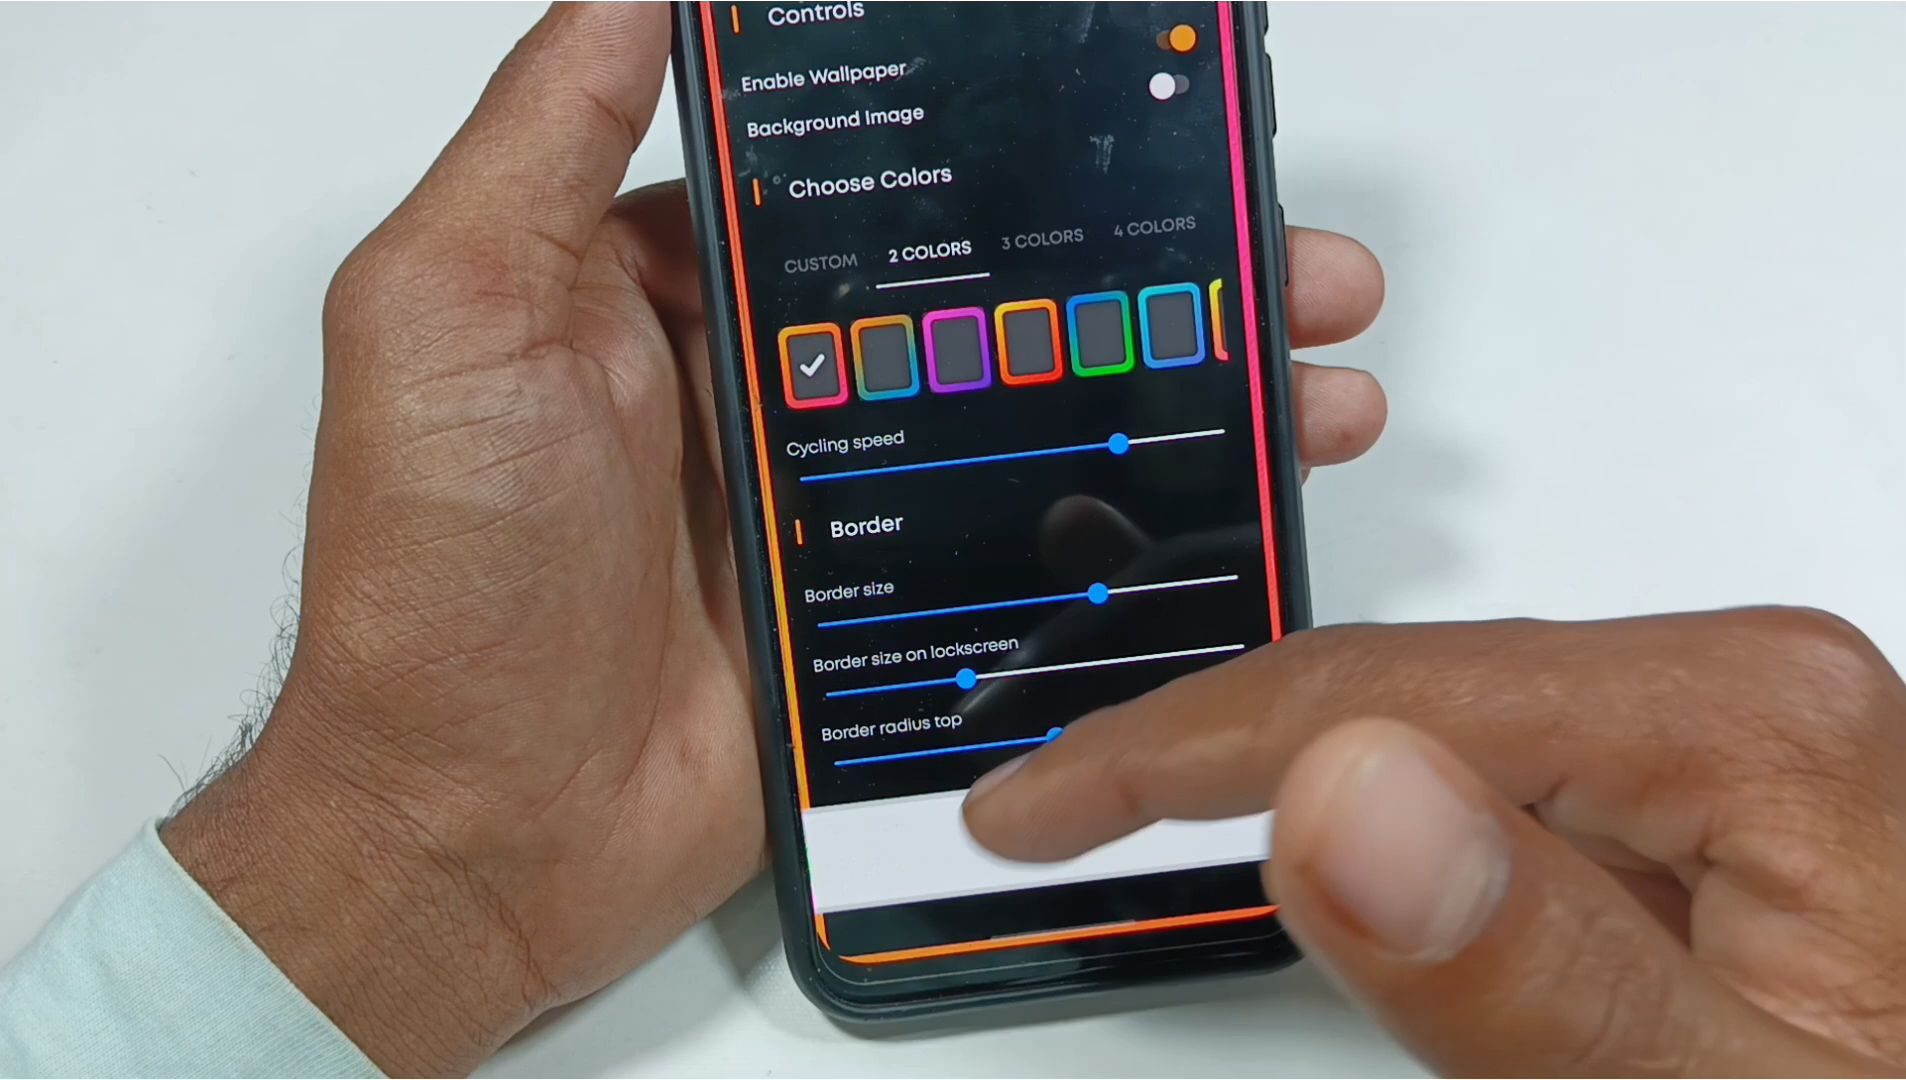 Controls
Enable Wallpaper
Background Image
Choose Colors
CUSTOM 2 COLORS 3 COLORS 4 COLORS
Cycling speed
Border
Border size
Border size on lockscreen
Border radius top